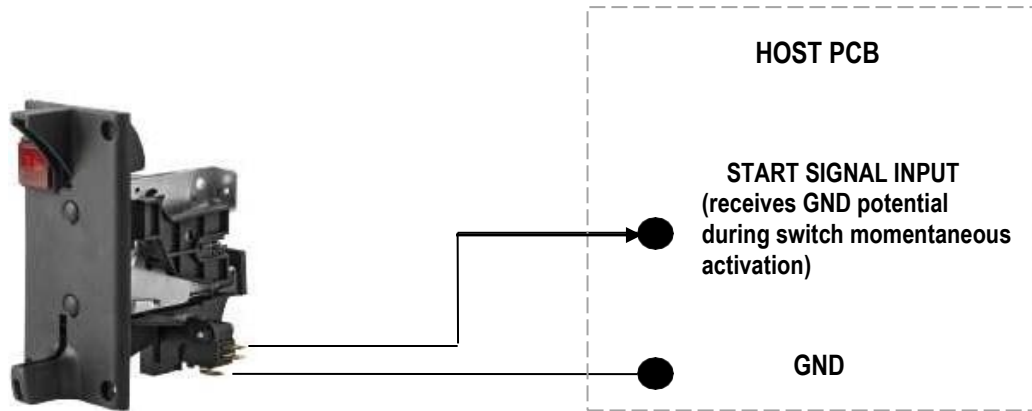 HOST PCB
START SIGNAL INPUT
(receives GND potential
during switch momentaneous
activation)
GND